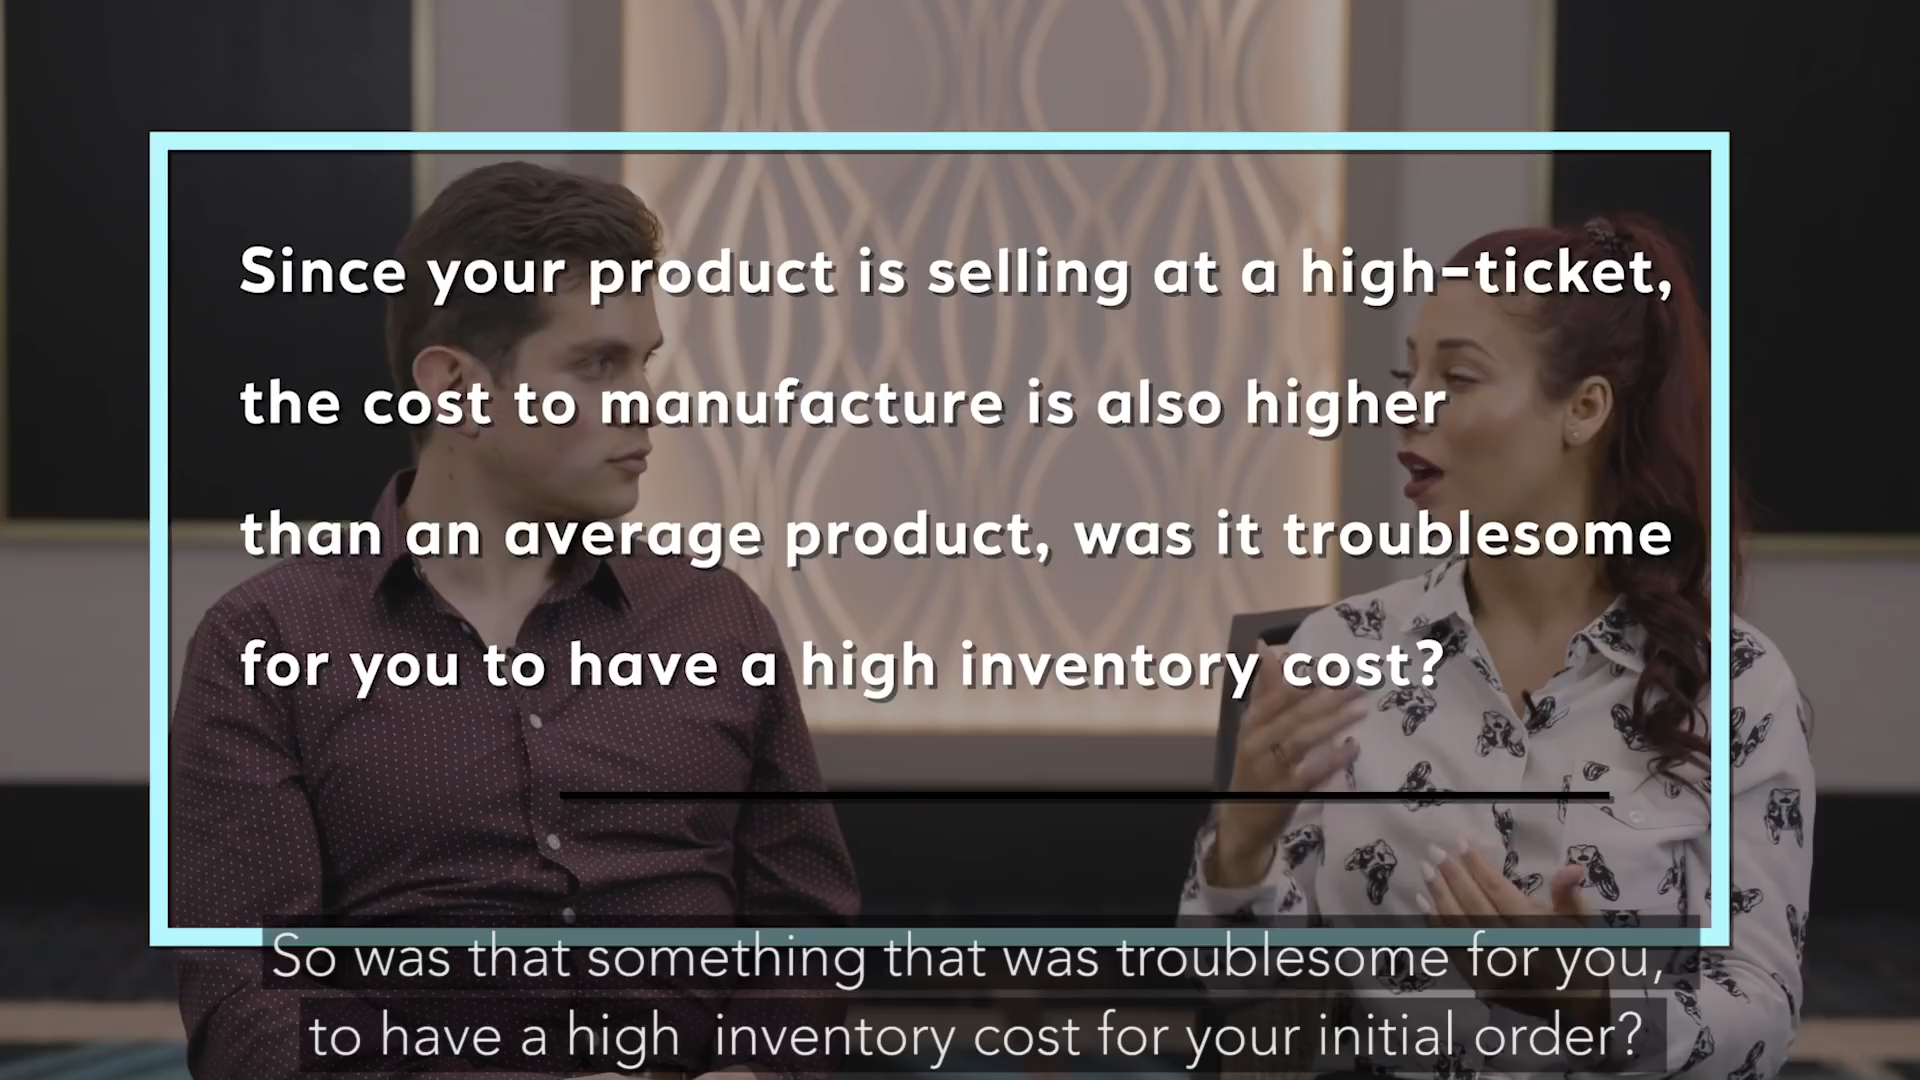 Since your product is selling at a high-ticket,
the cost to manufacture is also higher
than an average product, was it troublesome
for you to have a high inventory cost?
So was that something that was troublesome for you,
to have a high inventory cost for your initial order?